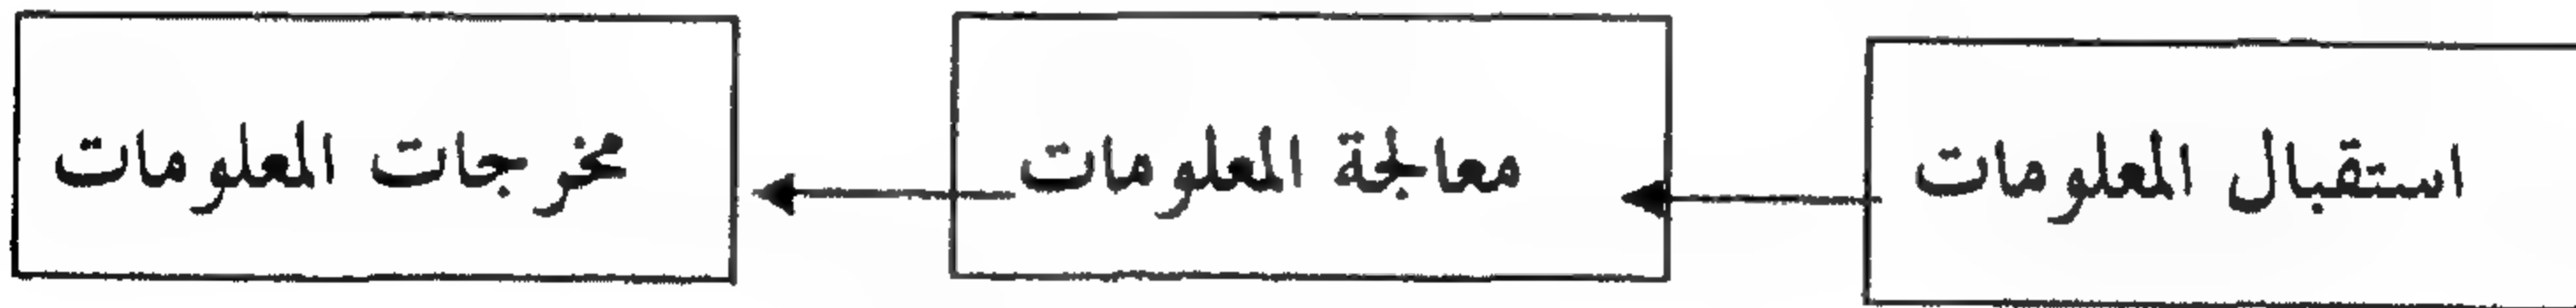 استقبال المعلومات
معالجة المعلومات
مخرجات المعلومات